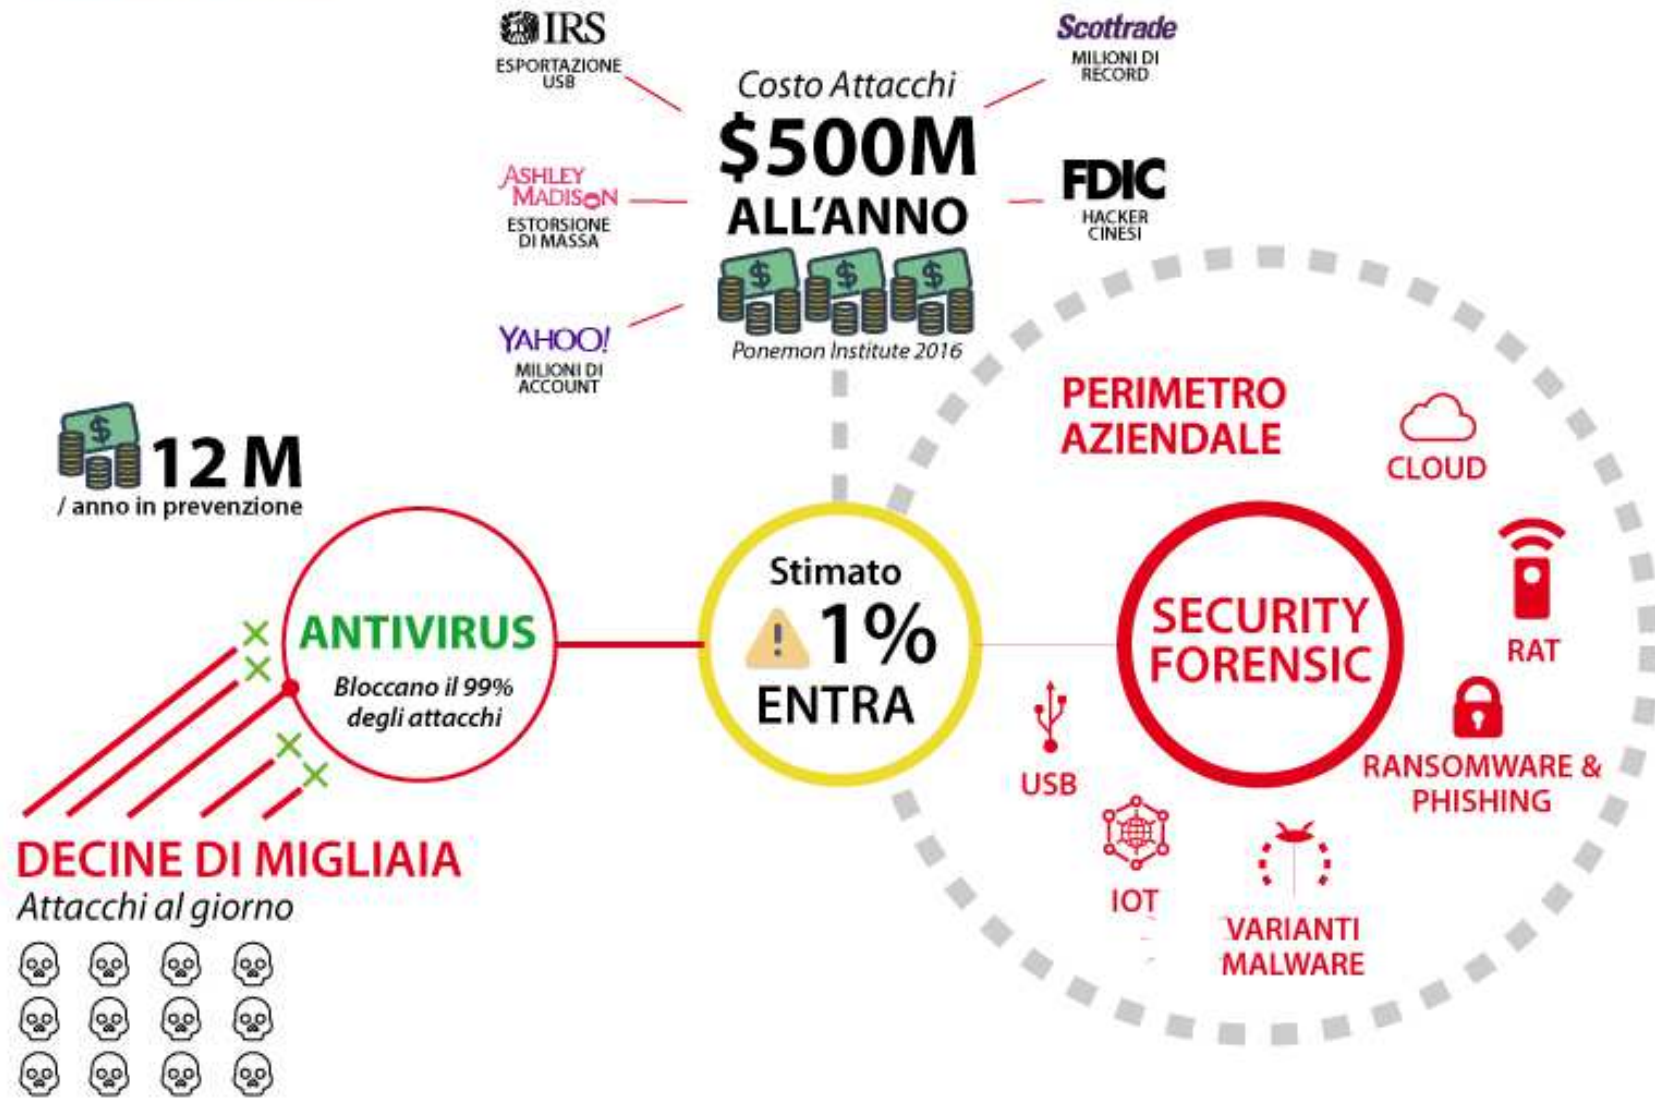 IRS
ESPORTAZIONE
USB
Scottrade
MILIONI DI
RECORD
Costo Attacchi
$500M
ALL'ANNO
$ $ $
Ponemon Institute 2016
ASHLEY
MADISON
ESTORSIONE
DI MASSA
FDIC
HACKER
CINESI
YAHOO!
MILIONI DI
ACCOUNT
$
12 M
/ anno in prevenzione
PERIMETRO
AZIENDALE
CLOUD
ANTIVIRUS
Bloccano il 99%
degli attacchi
Stimato
! 1%
ENTRA
SECURITY
FORENSIC
RAT
USB
RANSOMWARE &
PHISHING
IOT
VARIANTI
MALWARE
DECINE DI MIGLIAIA
Attacchi al giorno